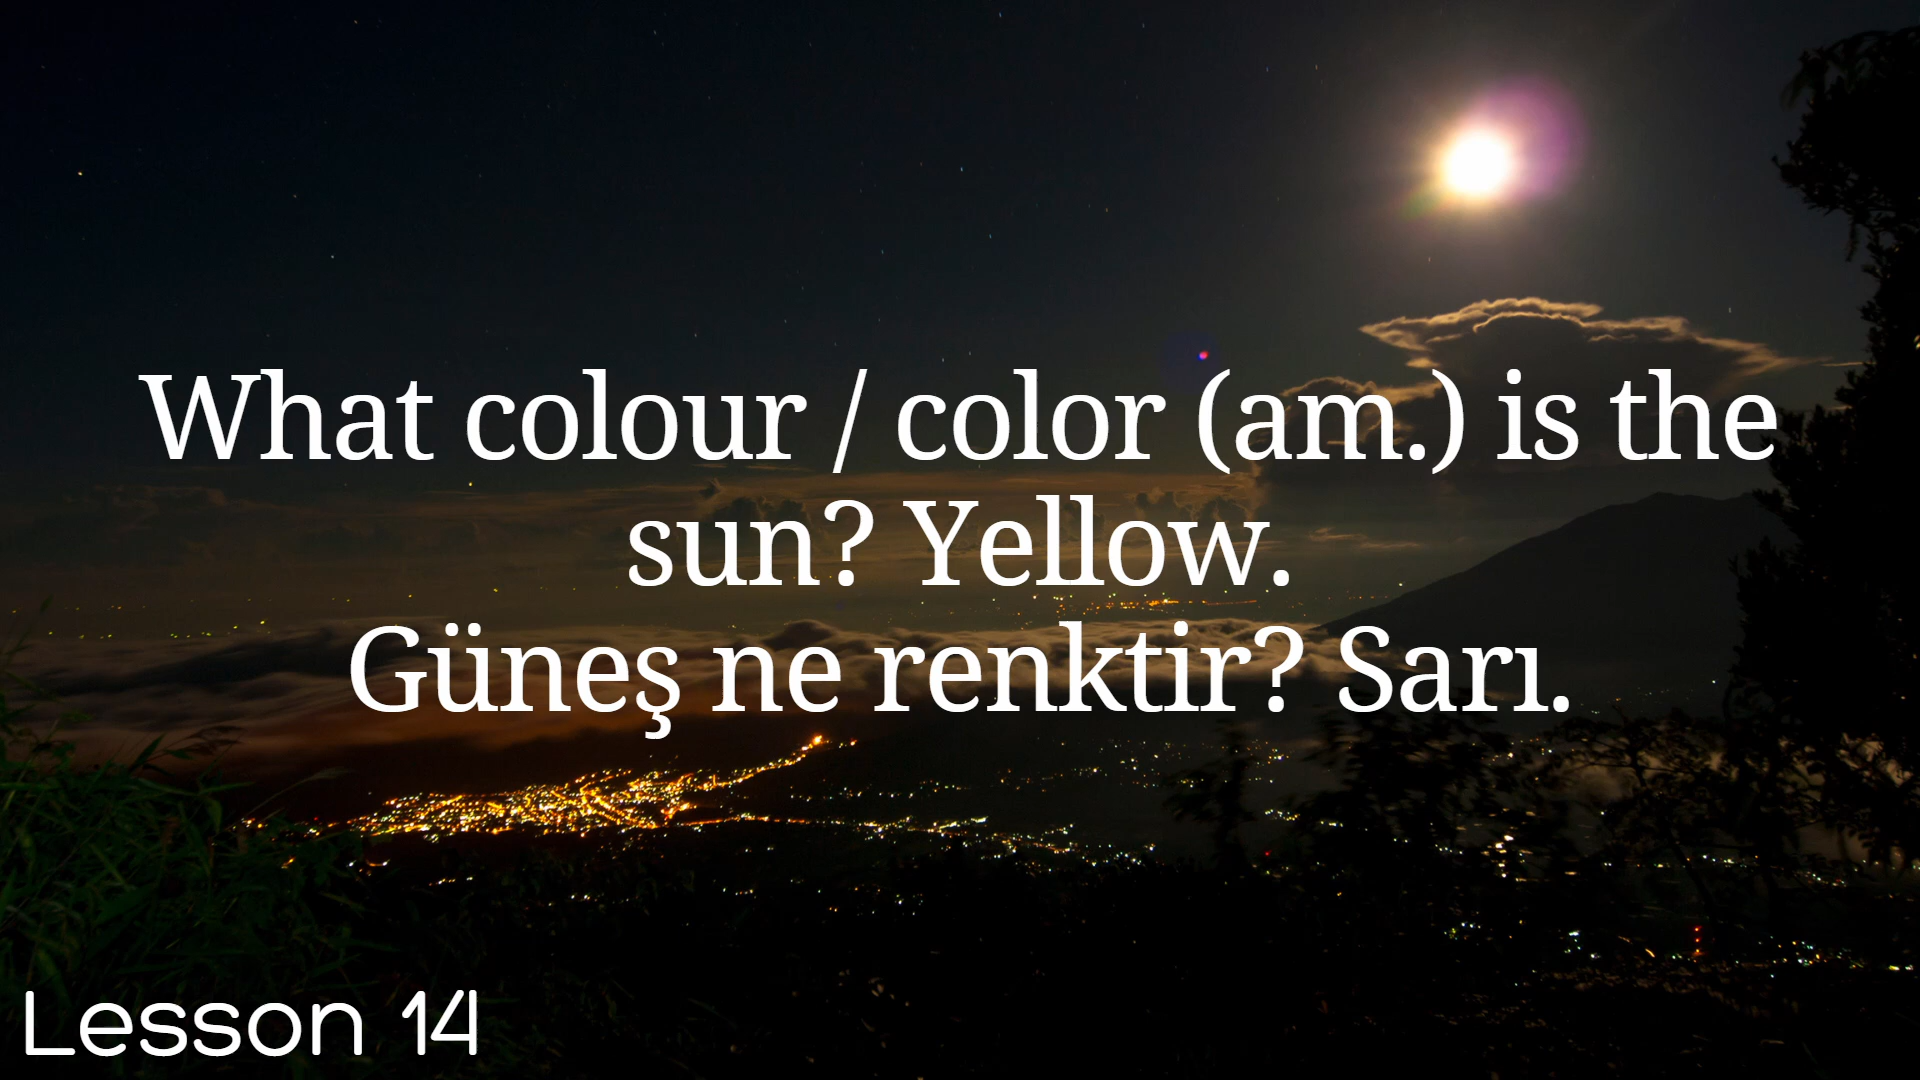 What colour / color (am.) is the
sun? Yellow.
Güneş ne renktir? Sarı.
Lesson 14